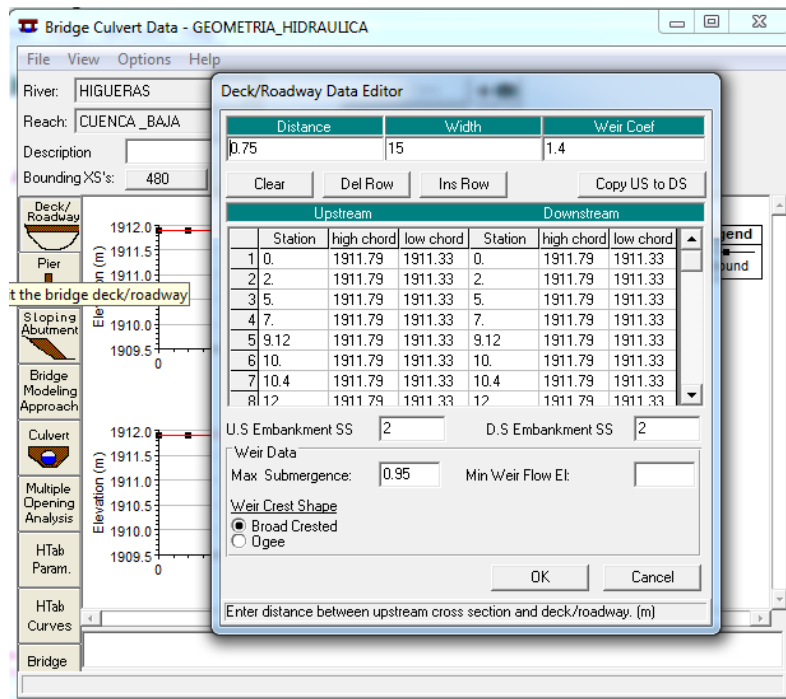 Bridge Culvert Data - GEOMETRIA_HIDRAULICA
File View Options Help
River: HIGUERAS
Reach: CUENCA _BAJA
Description
Bounding XS's: 480
Deck/
Roadway
Pier
t the bridge deck/roadway
Sloping
Abutment
Bridge
Modeling
Approach
Culvert
Multiple
Opening
Analysis
HTab
Param.
HTab
Curves
Bridge
Elevation (m)
1912.0
1911.5
1911.0
1910.0
1909.5
0
Elevation (m)
1912.0
1911.5
1911.0
1910.5
1910.0
1909.5
0
Deck/Roadway Data Editor
Distance Width Weir Coef
0.75 15 1.4
Clear Del Row Ins Row Copy US to DS
Upstream Downstream
Station high chord low chord Station high chord low chord
1 0. 1911.79 1911.33 0. 1911.79 1911.33
2 2. 1911.79 1911.33 2. 1911.79 1911.33
3 5. 1911.79 1911.33 5. 1911.79 1911.33
4 7. 1911.79 1911.33 7. 1911.79 1911.33
5 9.12 1911.79 1911.33 9.12 1911.79 1911.33
6 10. 1911.79 1911.33 10. 1911.79 1911.33
7 10.4 1911.79 1911.33 10.4 1911.79 1911.33
8 12 1911.79 1911.33 12 1911.79 1911.33
U.S Embankment SS 2 D.S Embankment SS 2
Weir Data
Max Submergence: 0.95 Min Weir Flow El:
Weir Crest Shape
Broad Crested
Ogee
OK Cancel
Enter distance between upstream cross section and deck/roadway. (m)
gend
ound